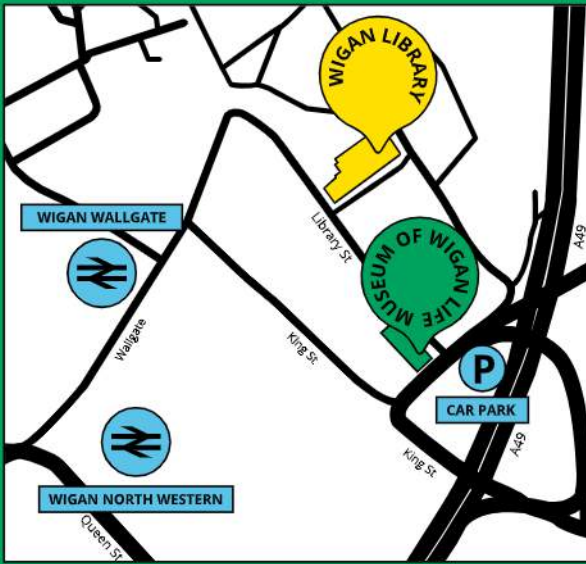 WIGAN LIBRARY
WIGAN WALLGATE
Library St
MUSEUM OF WIGAN LIFE
A49
Wallgate
King St
P
CAR PARK
A49
King St
WIGAN NORTH WESTERN
Queen St